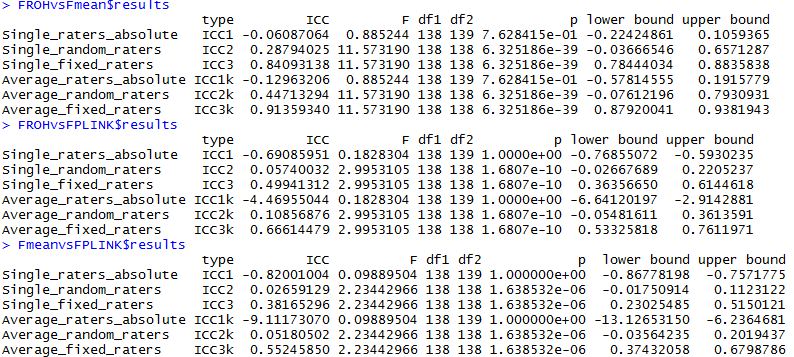 > FROHvsFmean$results
type ICC F df1 df2 p lower bound upper bound
Single_raters_absolute ICC1 -0.06087064 0.885244 138 139 7.628415e-01 -0.22424861 0.1059365
Single_random_raters ICC2 0.28794025 11.573190 138 138 6.325186e-39 -0.03666546 0.6571287
Single_fixed_raters ICC3 0.84093138 11.573190 138 138 6.325186e-39 0.78444034 0.8835838
Average_raters_absolute ICC1k -0.12963206 0.885244 138 139 7.628415e-01 -0.57814555 0.1915779
Average_random_raters ICC2k 0.44713294 11.573190 138 138 6.325186e-39 -0.07612196 0.7930931
Average_fixed_raters ICC3k 0.91359340 11.573190 138 138 6.325186e-39 0.87920041 0.9381943
> FROHvsFPLINK$results
type ICC F df1 df2 p lower bound upper bound
Single_raters_absolute ICC1 -0.69085951 0.1828304 138 139 1.0000e+00 -0.76855072 -0.5930235
Single_random_raters ICC2 0.05740032 2.9953105 138 138 1.6807e-10 -0.02667689 0.2205237
Single_fixed_raters ICC3 0.49941312 2.9953105 138 138 1.6807e-10 0.36356650 0.6144618
Average_raters_absolute ICC1k -4.46955044 0.1828304 138 139 1.0000e+00 -6.64120197 -2.9142881
Average_random_raters ICC2k 0.10856876 2.9953105 138 138 1.6807e-10 -0.05481611 0.3613591
Average_fixed_raters ICC3k 0.66614479 2.9953105 138 138 1.6807e-10 0.53325818 0.7611971
> FmeanvsFPLINK$results
type ICC F df1 df2 p lower bound upper bound
Single_raters_absolute ICC1 -0.82001004 0.09889504 138 139 1.000000e+00 -0.86778198 -0.7571775
Single_random_raters ICC2 0.02659129 2.23442966 138 138 1.638532e-06 -0.01750914 0.1123122
Single_fixed_raters ICC3 0.38165296 2.23442966 138 138 1.638532e-06 0.23025485 0.5150121
Average_raters_absolute ICC1k -9.11173070 0.09889504 138 139 1.000000e+00 -13.12653150 -6.2364681
Average_random_raters ICC2k 0.05180502 2.23442966 138 138 1.638532e-06 -0.03564235 0.2019437
Average_fixed_raters ICC3k 0.55245850 2.23442966 138 138 1.638532e-06 0.37432058 0.6798786